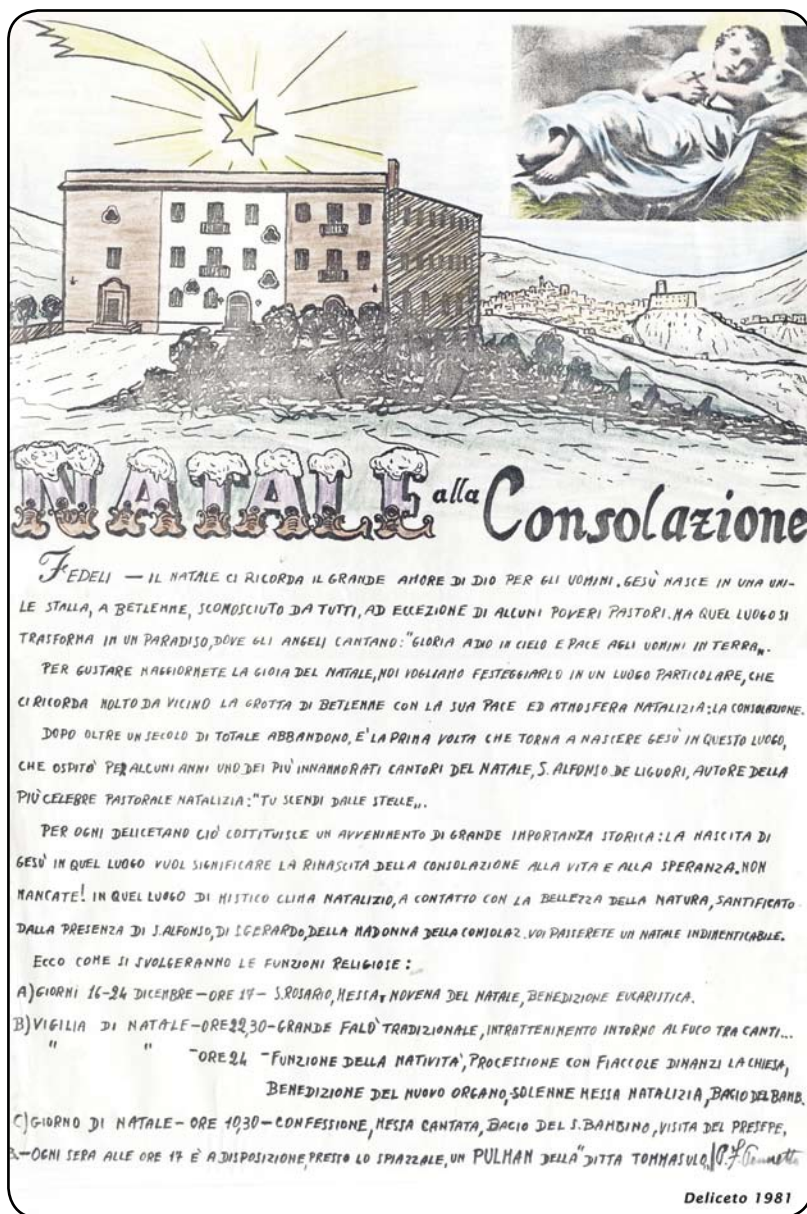 NATALE alla Consolazione
FEDELI — IL NATALE CI RICORDA IL GRANDE AMORE DI DIO PER GLI UOMINI. GESÙ NASCE IN UNA UMI-
LE STALLA, A BETLEMME, SCONOSCIUTO DA TUTTI, AD ECCEZIONE DI ALCUNI POVERI PASTORI. MA QUEL LUOGO SI
TRASFORMA IN UN PARADISO, DOVE GLI ANGELI CANTANO: "GLORIA A DIO IN CIELO E PACE AGLI UOMINI IN TERRA„.
PER GUSTARE MAGGIORMETE LA GIOIA DEL NATALE, NOI VOGLIAMO FESTEGGIARLO IN UN LUOGO PARTICOLARE, CHE
CI RICORDA MOLTO DA VICINO LA GROTTA DI BETLEMME CON LA SUA PACE ED ATMOSFERA NATALIZIA: LA CONSOLAZIONE.
DOPO OLTRE UN SECOLO DI TOTALE ABBANDONO, E' LA PRIMA VOLTA CHE TORNA A NASCERE GESÙ IN QUESTO LUOGO,
CHE OSPITO' PER ALCUNI ANNI UNO DEI PIU' INNAMORATI CANTORI DEL NATALE, S. ALFONSO DE LIGUORI, AUTORE DELLA
PIU' CELEBRE PASTORALE NATALIZIA: "TU SCENDI DALLE STELLE„.
PER OGNI DELICETANO CIO' COSTITUISCE UN AVVENIMENTO DI GRANDE IMPORTANZA STORICA: LA NASCITA DI
GESU' IN QUEL LUOGO VUOL SIGNIFICARE LA RINASCITA DELLA CONSOLAZIONE ALLA VITA E ALLA SPERANZA. NON
MANCATE! IN QUEL LUOGO DI MISTICO CLIMA NATALIZIO, A CONTATTO CON LA BELLEZZA DELLA NATURA, SANTIFICATO
DALLA PRESENZA DI S. ALFONSO, DI S. GERARDO, DELLA MADONNA DELLA CONSOLAZ. VOI PASSERETE UN NATALE INDIMENTICABILE.
ECCO COME SI SVOLGERANNO LE FUNZIONI RELIGIOSE:
A) GIORNI 16-24 DICEMBRE - ORE 17 - S. ROSARIO, MESSA, NOVENA DEL NATALE, BENEDIZIONE EUCARISTICA.
B) VIGILIA DI NATALE - ORE 22,30 - GRANDE FALO' TRADIZIONALE, INTRATTENIMENTO INTORNO AL FUCO TRA CANTI...
" " - ORE 24 - FUNZIONE DELLA NATIVITA', PROCESSIONE CON FIACCOLE DINANZI LA CHIESA,
BENEDIZIONE DEL NUOVO ORGANO, SOLENNE MESSA NATALIZIA, BACIO DEL BAMB.
C) GIORNO DI NATALE - ORE 10,30 - CONFESSIONE, MESSA CANTATA, BACIO DEL S. BAMBINO, VISITA DEL PRESEPE,
B. - OGNI SERA ALLE ORE 17 È A DISPOSIZIONE, PRESSO LO SPIAZZALE, UN PULMAN DELLA "DITTA TOMMASULO„
Deliceto 1981